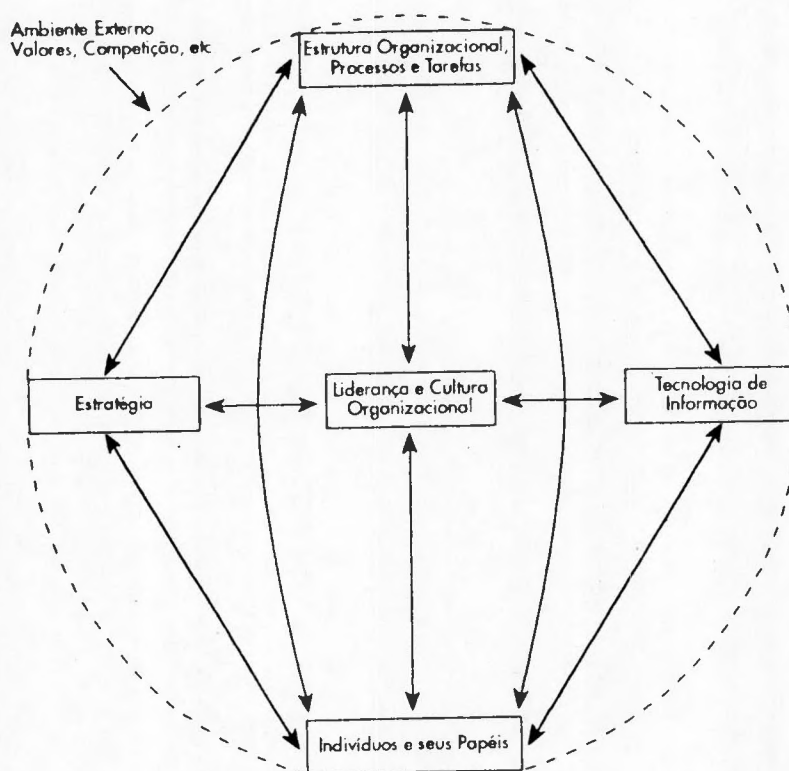 Ambiente Externo
Valores, Competição, etc
Estrutura Organizacional,
Processos e Tarefas
Estratégia
Liderança e Cultura
Organizacional
Tecnologia de
Informação
Indivíduos e seus Papéis